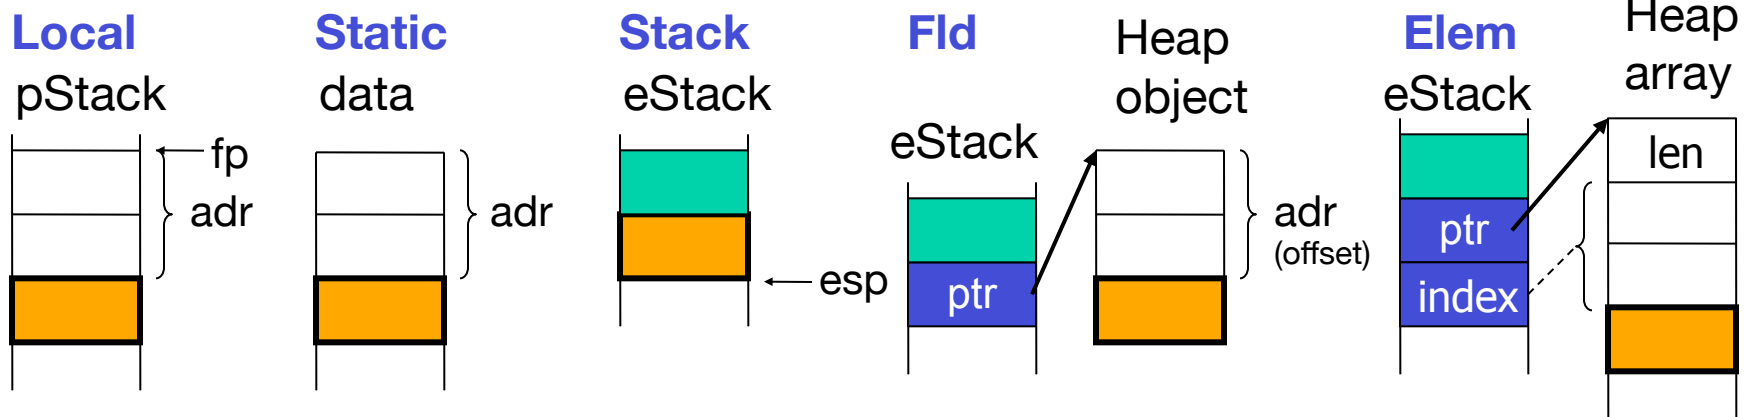 Local
pStack
fp
adr
Static
data
adr
Stack
eStack
esp
Fld
eStack
ptr
Heap
object
adr
(offset)
Elem
eStack
ptr
index
Heap
array
len